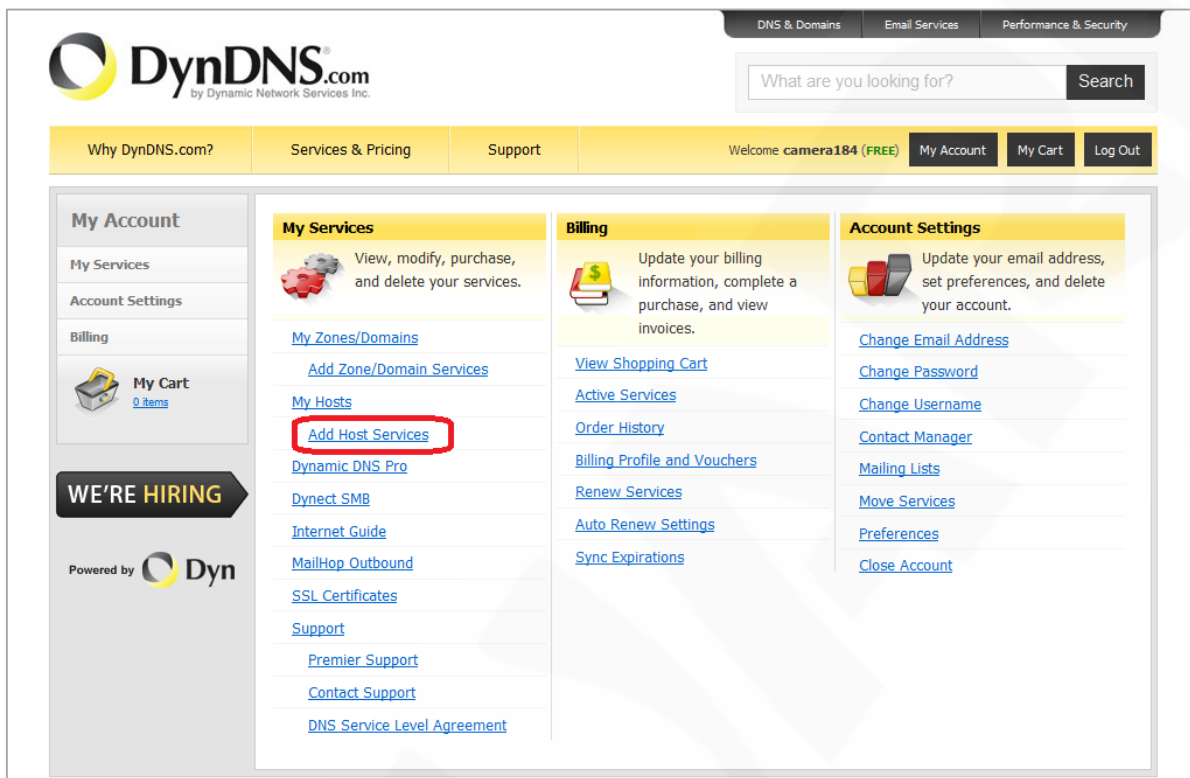 DNS & Domains
Email Services
Performance & Security
DynDNS.com
by Dynamic Network Services Inc.
What are you looking for?
Search
Why DynDNS.com?
Services & Pricing
Support
Welcome camera184 (FREE)
My Account
My Cart
Log Out
My Account
My Services
Account Settings
Billing
My Cart
0 items
WE'RE HIRING
Powered by Dyn
My Services
View, modify, purchase,
and delete your services.
My Zones/Domains
Add Zone/Domain Services
My Hosts
Add Host Services
Dynamic DNS Pro
Dynect SMB
Internet Guide
MailHop Outbound
SSL Certificates
Support
Premier Support
Contact Support
DNS Service Level Agreement
Billing
Update your billing
information, complete a
purchase, and view
invoices.
View Shopping Cart
Active Services
Order History
Billing Profile and Vouchers
Renew Services
Auto Renew Settings
Sync Expirations
Account Settings
Update your email address,
set preferences, and delete
your account.
Change Email Address
Change Password
Change Username
Contact Manager
Mailing Lists
Move Services
Preferences
Close Account